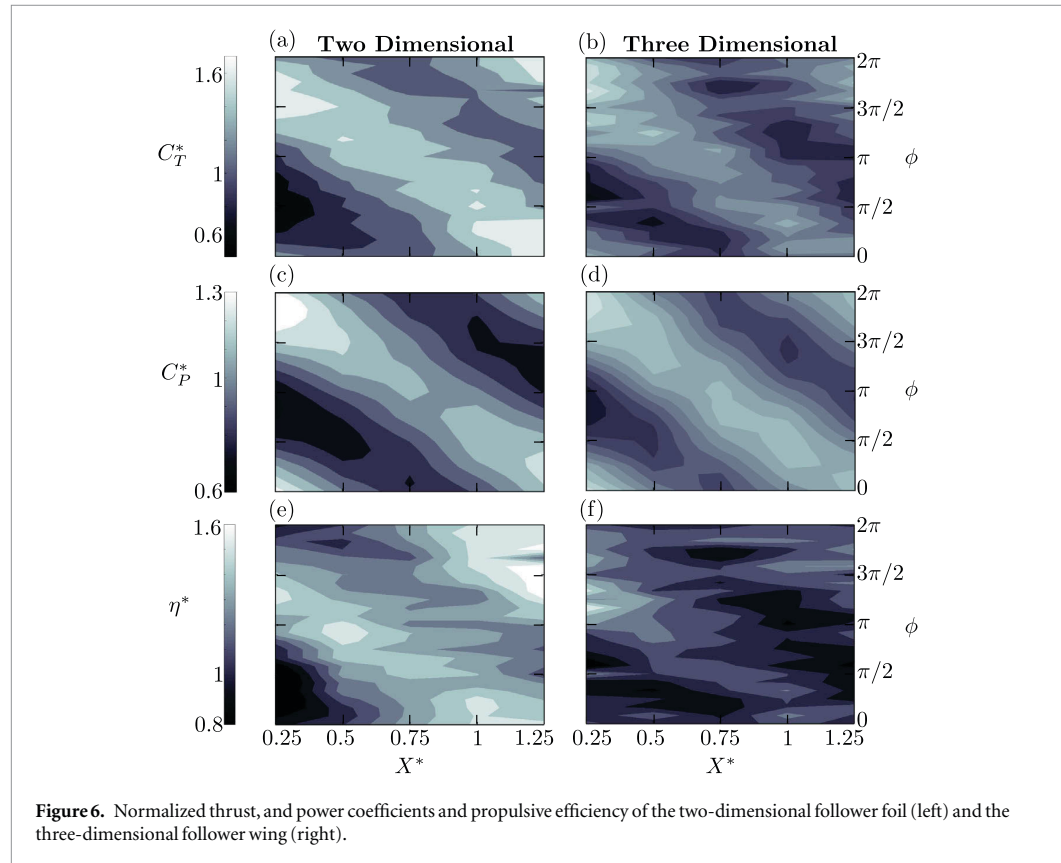 (a) Two Dimensional (b) Three Dimensional
1.6 2π
3π/2
C*T 1 π ϕ
π/2
0.6 0
(c) (d)
1.3 2π
3π/2
C*P 1 π ϕ
π/2
0.6 0
(e) (f)
1.6 2π
3π/2
η* π ϕ
1 π/2
0.8 0
0.25 0.5 0.75 1 1.25 0.25 0.5 0.75 1 1.25
X* X*
Figure 6. Normalized thrust, and power coefficients and propulsive efficiency of the two-dimensional follower foil (left) and the
three-dimensional follower wing (right).